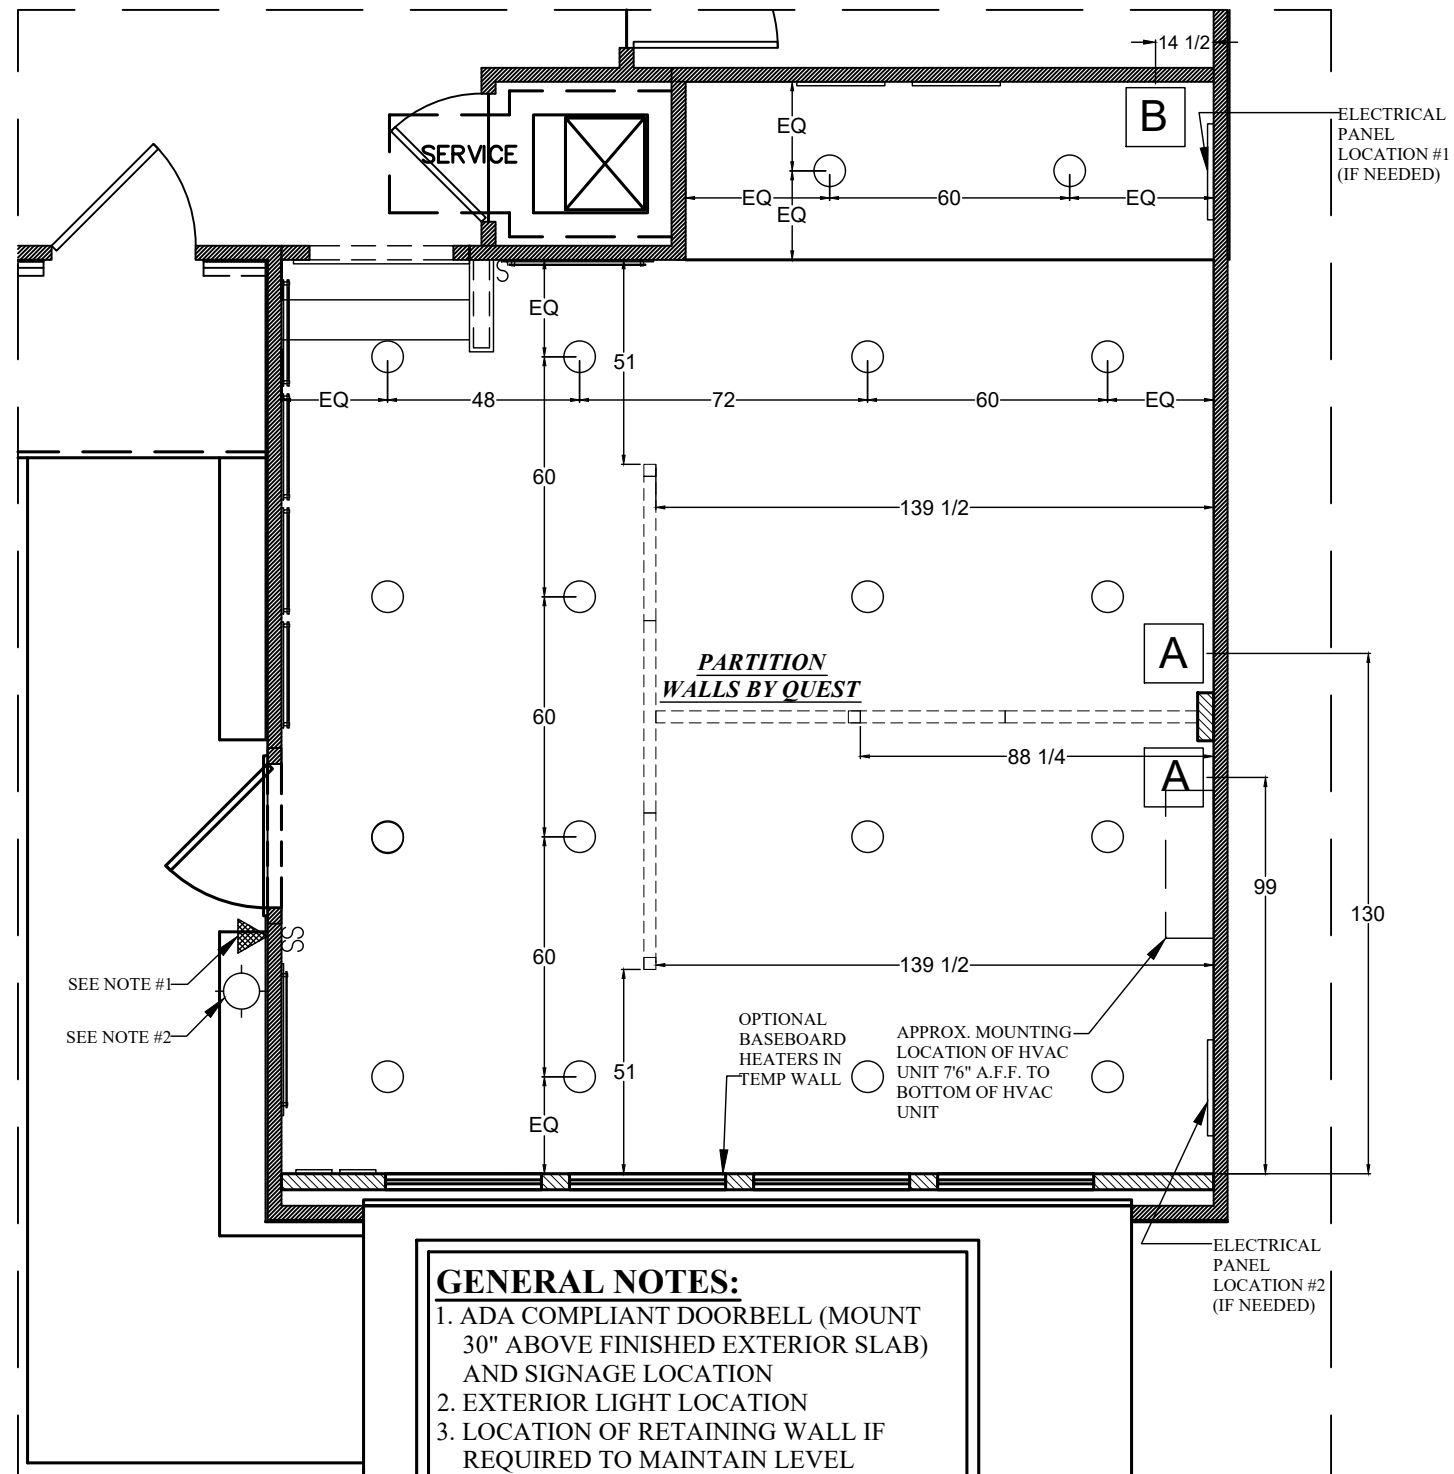 14 1/2
B
ELECTRICAL
PANEL
LOCATION #1
(IF NEEDED)
EQ
SERVICE
EQ
60
EQ
EQ
S
EQ
51
EQ
48
72
60
EQ
60
139 1/2
A
PARTITION
WALLS BY QUEST
60
88 1/4
A
99
130
SS
SEE NOTE #1
60
139 1/2
SEE NOTE #2
OPTIONAL
BASEBOARD
HEATERS IN
TEMP WALL
APPROX. MOUNTING
LOCATION OF HVAC
UNIT 7'6" A.F.F. TO
BOTTOM OF HVAC
UNIT
51
EQ
ELECTRICAL
PANEL
LOCATION #2
(IF NEEDED)
GENERAL NOTES:
1. ADA COMPLIANT DOORBELL (MOUNT
30" ABOVE FINISHED EXTERIOR SLAB)
AND SIGNAGE LOCATION
2. EXTERIOR LIGHT LOCATION
3. LOCATION OF RETAINING WALL IF
REQUIRED TO MAINTAIN LEVEL